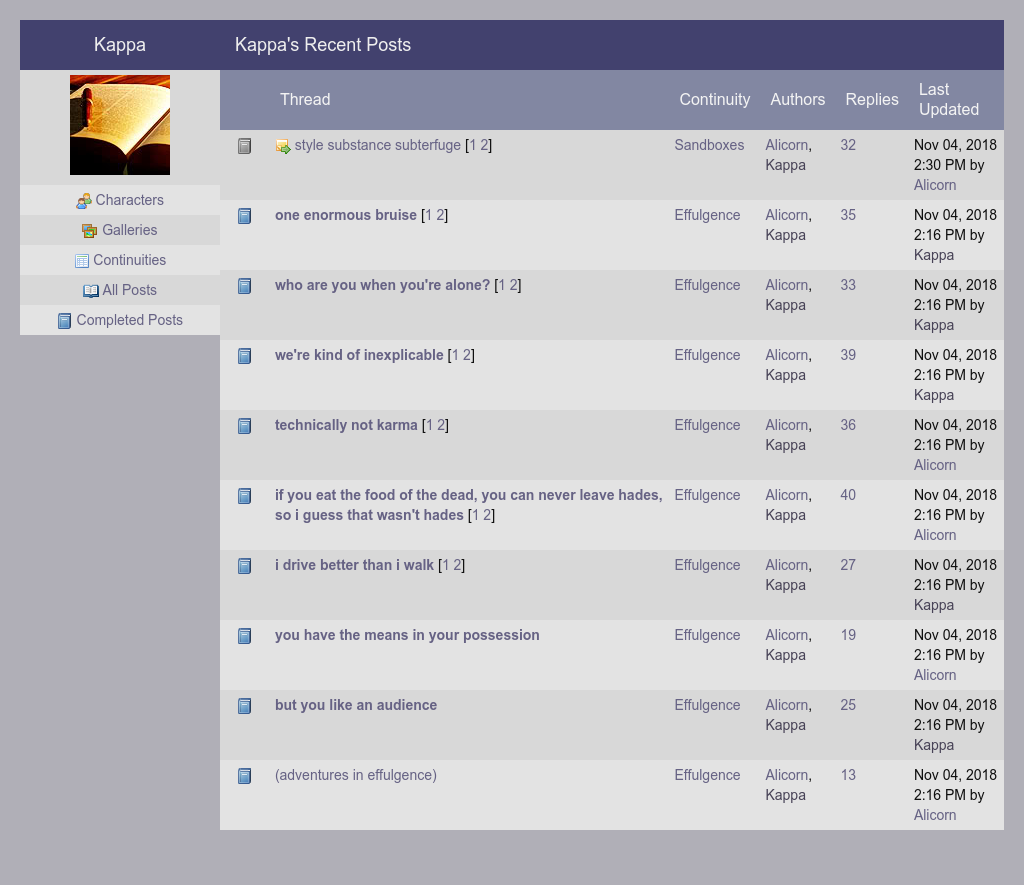 Kappa
Characters
Galleries
Continuities
All Posts
Completed Posts
Kappa's Recent Posts
Thread Continuity Authors Replies Last
Updated
style substance subterfuge [1 2] Sandboxes Alicorn, 32 Nov 04, 2018
Kappa 2:30 PM by
Alicorn
one enormous bruise [1 2] Effulgence Alicorn, 35 Nov 04, 2018
Kappa 2:16 PM by
Kappa
who are you when you're alone? [1 2] Effulgence Alicorn, 33 Nov 04, 2018
Kappa 2:16 PM by
Kappa
we're kind of inexplicable [1 2] Effulgence Alicorn, 39 Nov 04, 2018
Kappa 2:16 PM by
Kappa
technically not karma [1 2] Effulgence Alicorn, 36 Nov 04, 2018
Kappa 2:16 PM by
Alicorn
if you eat the food of the dead, you can never leave hades, Effulgence Alicorn, 40 Nov 04, 2018
so i guess that wasn't hades [1 2] Kappa 2:16 PM by
Alicorn
i drive better than i walk [1 2] Effulgence Alicorn, 27 Nov 04, 2018
Kappa 2:16 PM by
Kappa
you have the means in your possession Effulgence Alicorn, 19 Nov 04, 2018
Kappa 2:16 PM by
Alicorn
but you like an audience Effulgence Alicorn, 25 Nov 04, 2018
Kappa 2:16 PM by
Kappa
(adventures in effulgence) Effulgence Alicorn, 13 Nov 04, 2018
Kappa 2:16 PM by
Alicorn